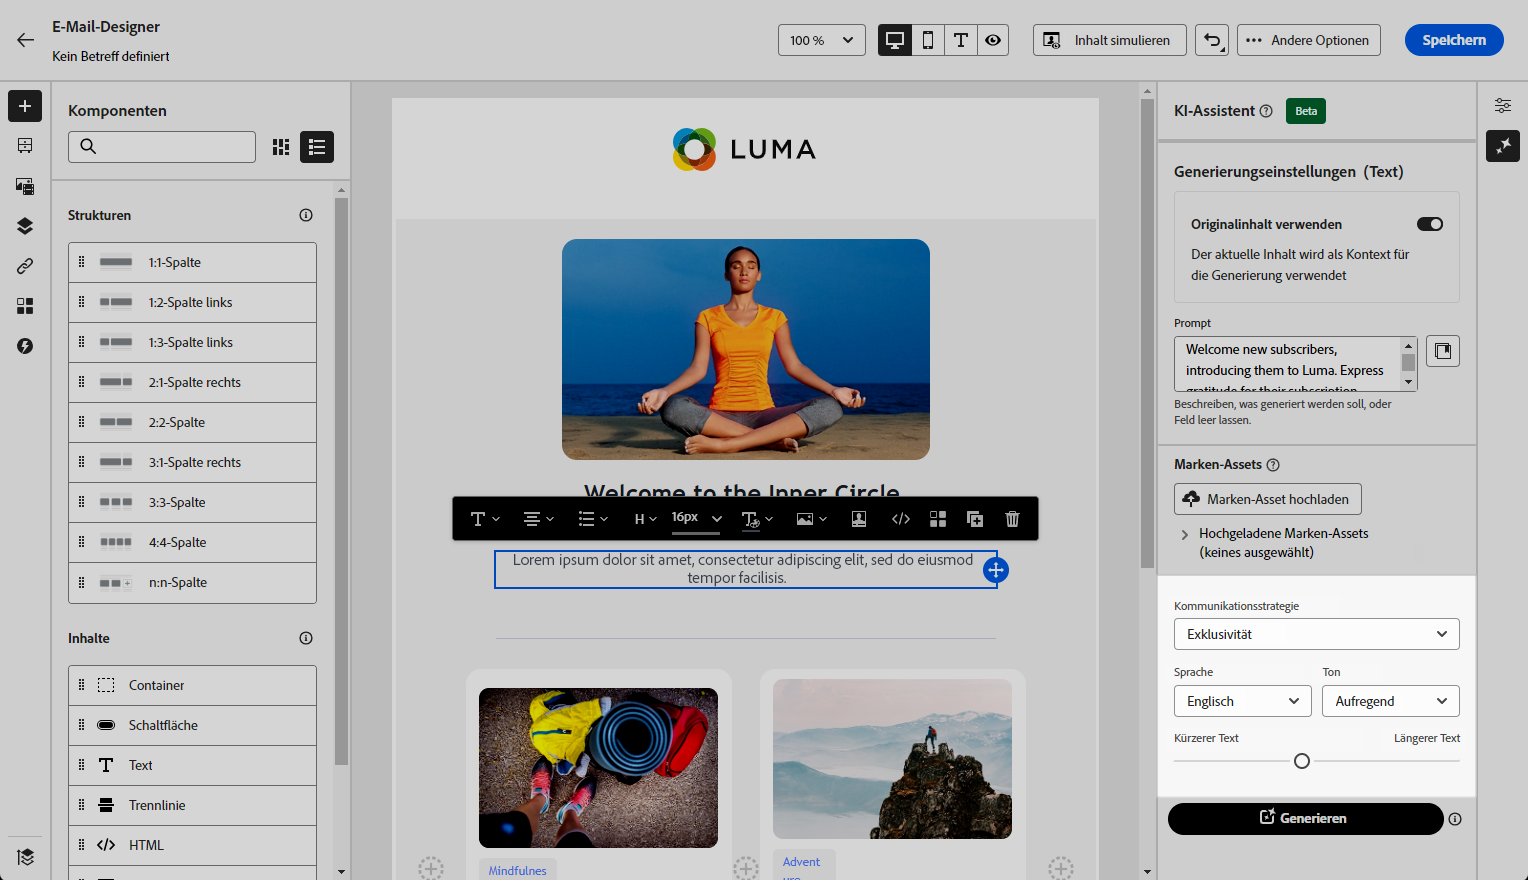 E-Mail-Designer
Kein Betreff definiert
100 %
Inhalt simulieren
Andere Optionen
Speichern
Komponenten
Strukturen
1:1-Spalte
1:2-Spalte links
1:3-Spalte links
2:1-Spalte rechts
2:2-Spalte
3:1-Spalte rechts
3:3-Spalte
4:4-Spalte
n:n-Spalte
Inhalte
Container
Schaltfläche
Text
Trennlinie
HTML
LUMA
Welcome to the Inner Circle
H
16px
Lorem ipsum dolor sit amet, consectetur adipiscing elit, sed do eiusmod
tempor facilisis.
Mindfulnes
Advent
KI-Assistent
Beta
Generierungseinstellungen (Text)
Originalinhalt verwenden
Der aktuelle Inhalt wird als Kontext für
die Generierung verwendet
Prompt
Welcome new subscribers,
introducing them to Luma. Express
gratitude for their subscription
Beschreiben, was generiert werden soll, oder
Feld leer lassen.
Marken-Assets
Marken-Asset hochladen
Hochgeladene Marken-Assets
(keines ausgewählt)
Kommunikationsstrategie
Exklusivität
Sprache
Ton
Englisch
Aufregend
Kürzerer Text
Längerer Text
Generieren